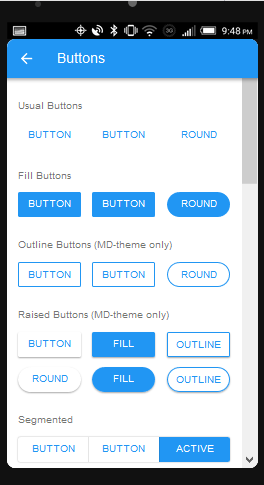 9:48 PM
Buttons
Usual Buttons
BUTTON BUTTON ROUND
Fill Buttons
BUTTON BUTTON ROUND
Outline Buttons (MD-theme only)
BUTTON BUTTON ROUND
Raised Buttons (MD-theme only)
BUTTON FILL OUTLINE
ROUND FILL OUTLINE
Segmented
BUTTON BUTTON ACTIVE